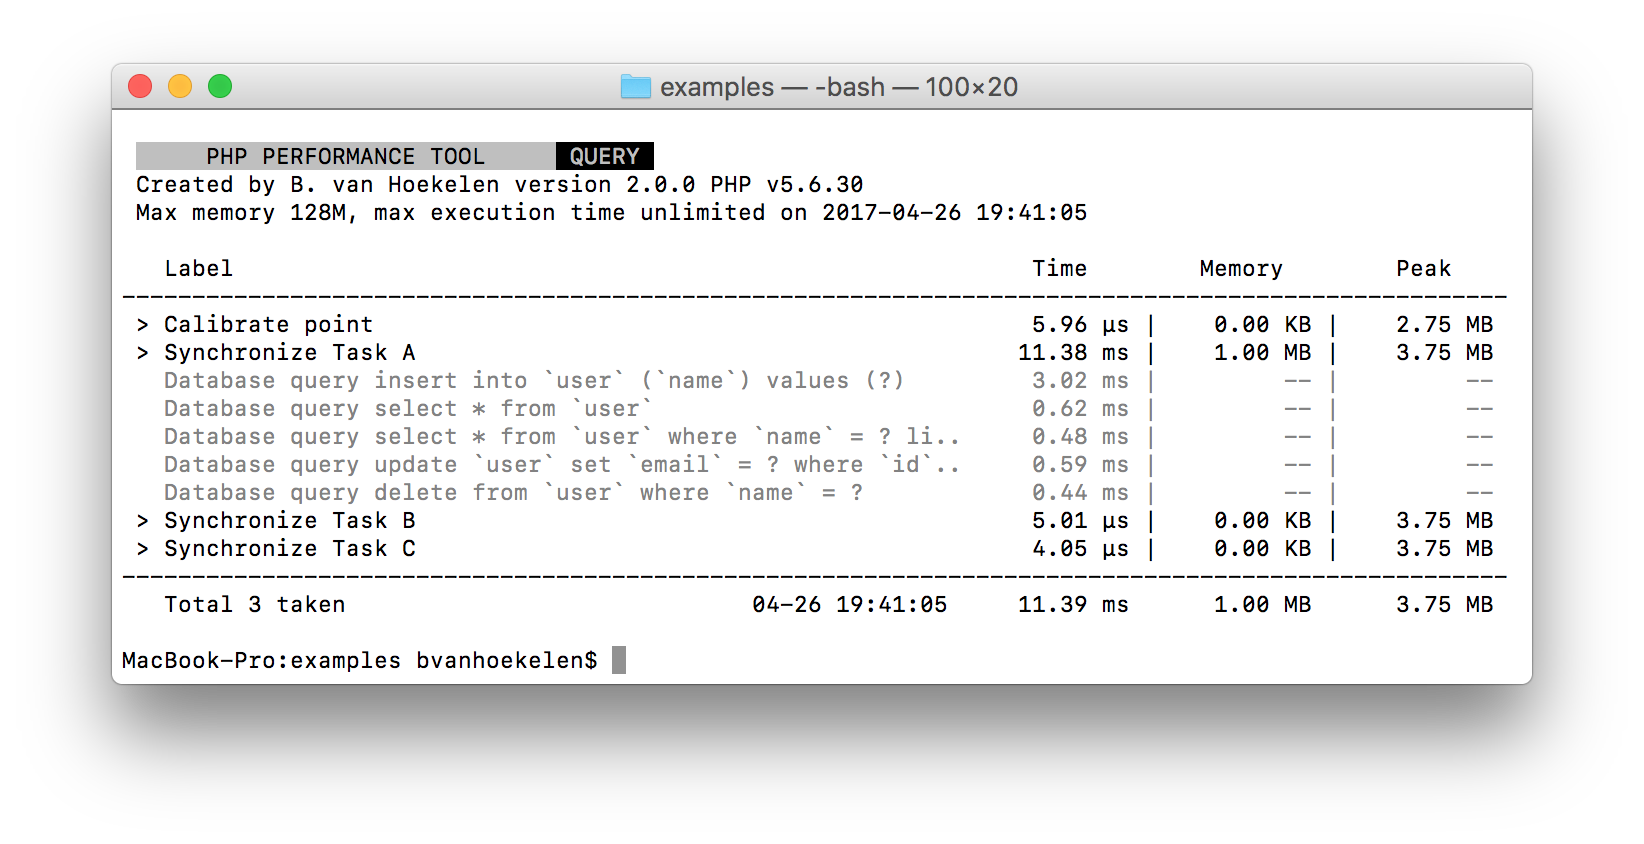 examples — -bash — 100×20
PHP PERFORMANCE TOOL QUERY
Created by B. van Hoekelen version 2.0.0 PHP v5.6.30
Max memory 128M, max execution time unlimited on 2017-04-26 19:41:05
Label Time Memory Peak
---------------------------------------------------------------------------------------------------
> Calibrate point 5.96 µs | 0.00 KB | 2.75 MB
> Synchronize Task A 11.38 ms | 1.00 MB | 3.75 MB
Database query insert into `user` (`name`) values (?) 3.02 ms | -- | --
Database query select * from `user` 0.62 ms | -- | --
Database query select * from `user` where `name` = ? li.. 0.48 ms | -- | --
Database query update `user` set `email` = ? where `id`.. 0.59 ms | -- | --
Database query delete from `user` where `name` = ? 0.44 ms | -- | --
> Synchronize Task B 5.01 µs | 0.00 KB | 3.75 MB
> Synchronize Task C 4.05 µs | 0.00 KB | 3.75 MB
---------------------------------------------------------------------------------------------------
Total 3 taken 04-26 19:41:05 11.39 ms 1.00 MB 3.75 MB
MacBook-Pro:examples bvanhoekelen$